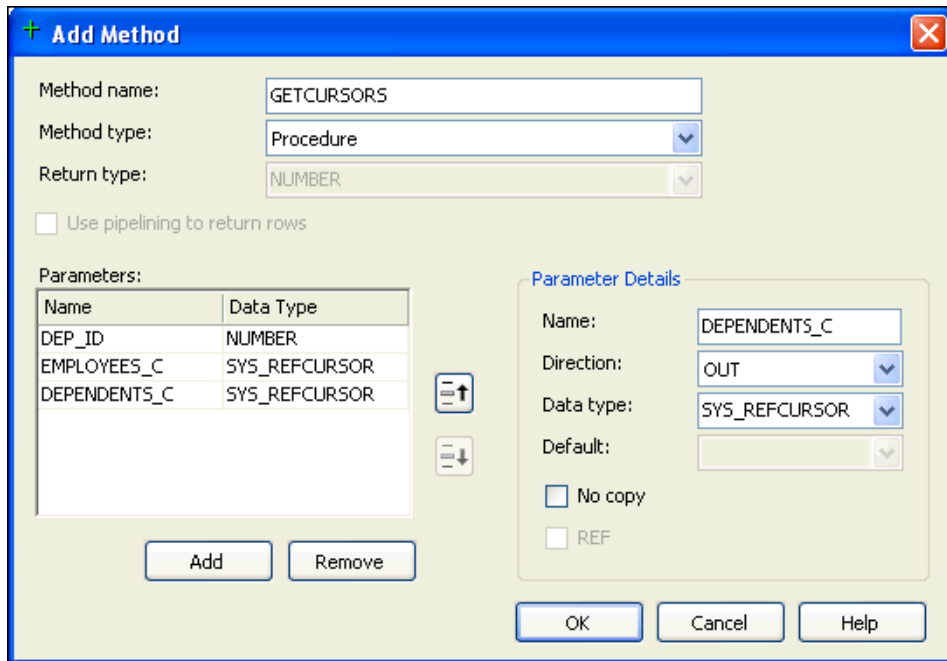 Add Method
Method name: GETCURSORS
Method type: Procedure
Return type: NUMBER
Use pipelining to return rows
Parameters:
Name Data Type
DEP_ID NUMBER
EMPLOYEES_C SYS_REFCURSOR
DEPENDENTS_C SYS_REFCURSOR
Add Remove
Parameter Details
Name: DEPENDENTS_C
Direction: OUT
Data type: SYS_REFCURSOR
Default:
No copy
REF
OK Cancel Help